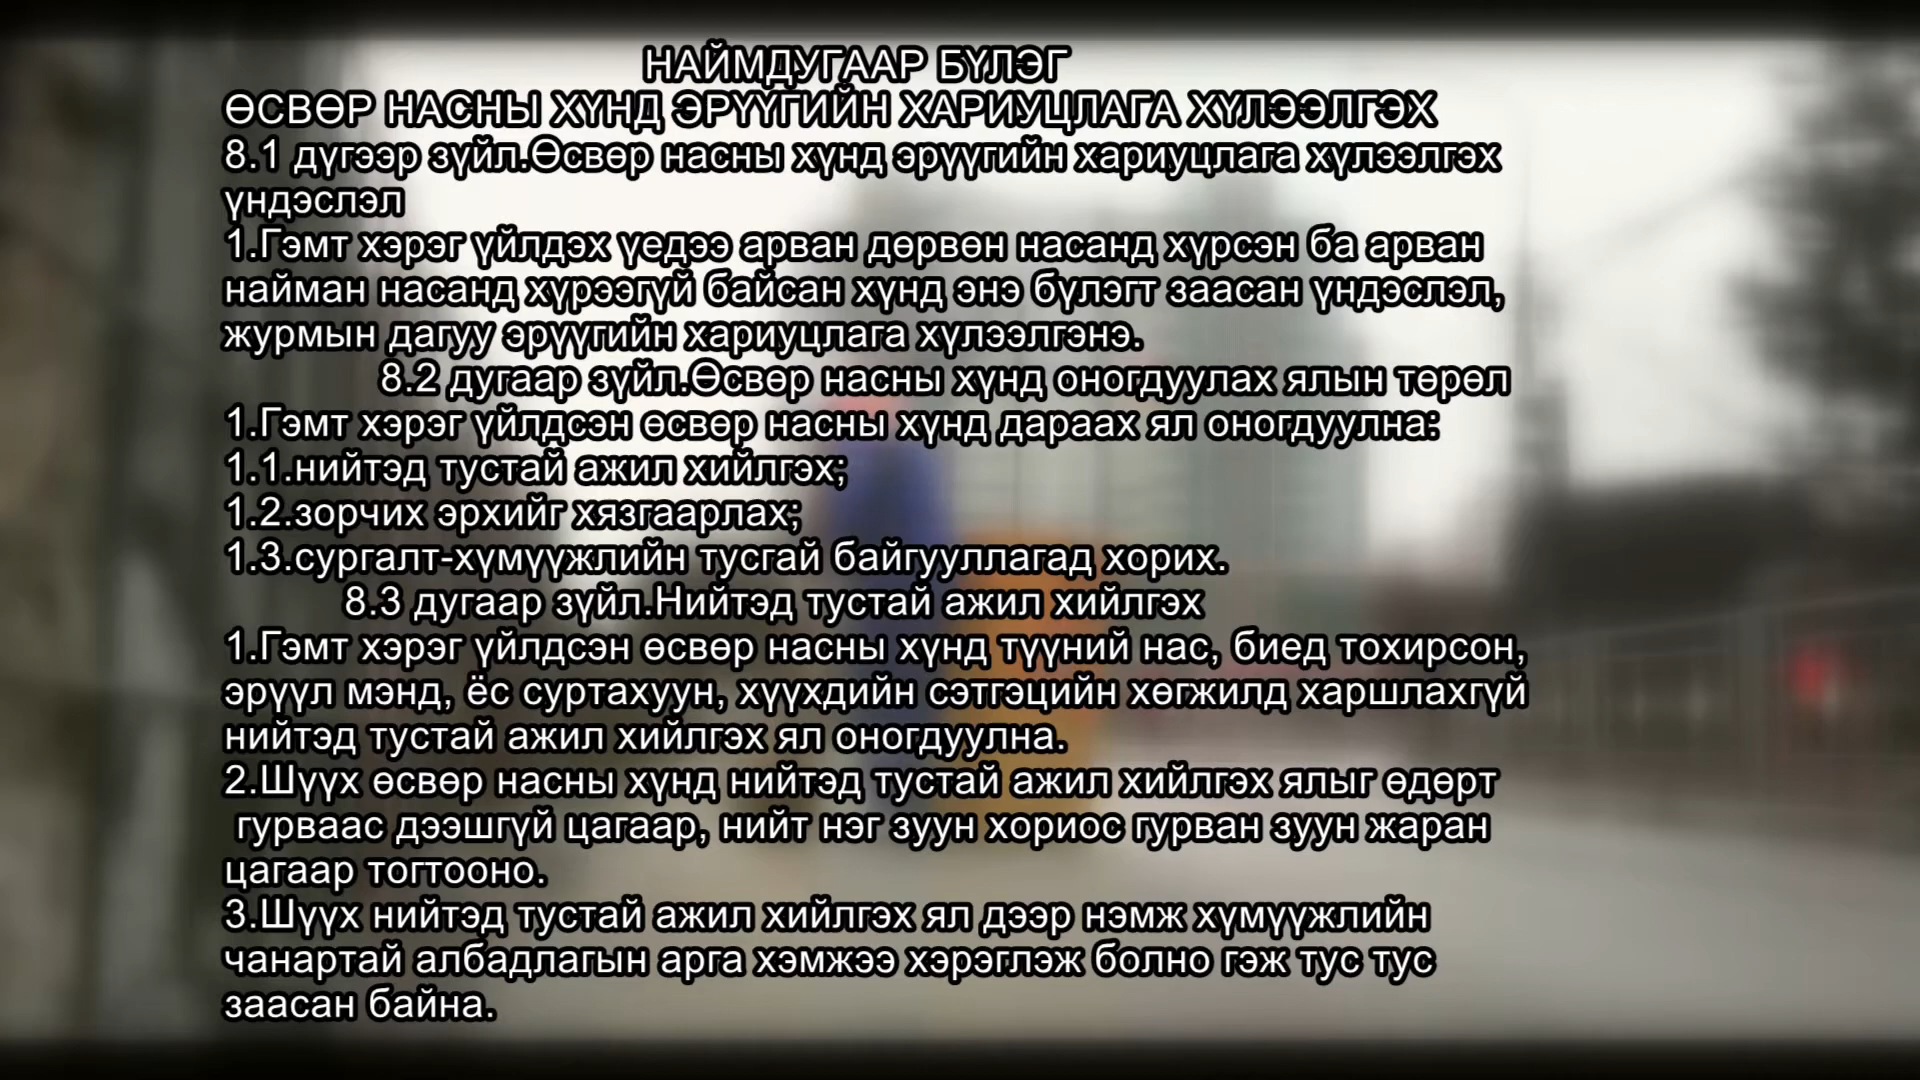 НАЙМДУГААР БҮЛЭГ
ӨСВӨР НАСНЫ ХҮНД ЭРҮҮГИЙН ХАРИУЦЛАГА ХҮЛЭЭЛГЭХ
8.1 дүгээр зүйл.Өсвөр насны хүнд эрүүгийн хариуцлага хүлээлгэх
үндэслэл
1.Гэмт хэрэг үйлдэх үедээ арван дөрвөн насанд хүрсэн ба арван
найман насанд хүрээгүй байсан хүнд энэ бүлэгт заасан үндэслэл,
журмын дагуу эрүүгийн хариуцлага хүлээлгэнэ.
8.2 дугаар зүйл.Өсвөр насны хүнд оногдуулах ялын төрөл
1.Гэмт хэрэг үйлдсэн өсвөр насны хүнд дараах ял оногдуулна:
1.1.нийтэд тустай ажил хийлгэх;
1.2.зорчих эрхийг хязгаарлах;
1.3.сургалт-хүмүүжлийн тусгай байгууллагад хорих.
8.3 дугаар зүйл.Нийтэд тустай ажил хийлгэх
1.Гэмт хэрэг үйлдсэн өсвөр насны хүнд түүний нас, биед тохирсон,
эрүүл мэнд, ёс суртахуун, хүүхдийн сэтгэцийн хөгжилд харшлахгүй
нийтэд тустай ажил хийлгэх ял оногдуулна.
2.Шүүх өсвөр насны хүнд нийтэд тустай ажил хийлгэх ялыг өдөрт
гурваас дээшгүй цагаар, нийт нэг зуун хориос гурван зуун жаран
цагаар тогтооно.
3.Шүүх нийтэд тустай ажил хийлгэх ял дээр нэмж хүмүүжлийн
чанартай албадлагын арга хэмжээ хэрэглэж болно гэж тус тус
заасан байна.